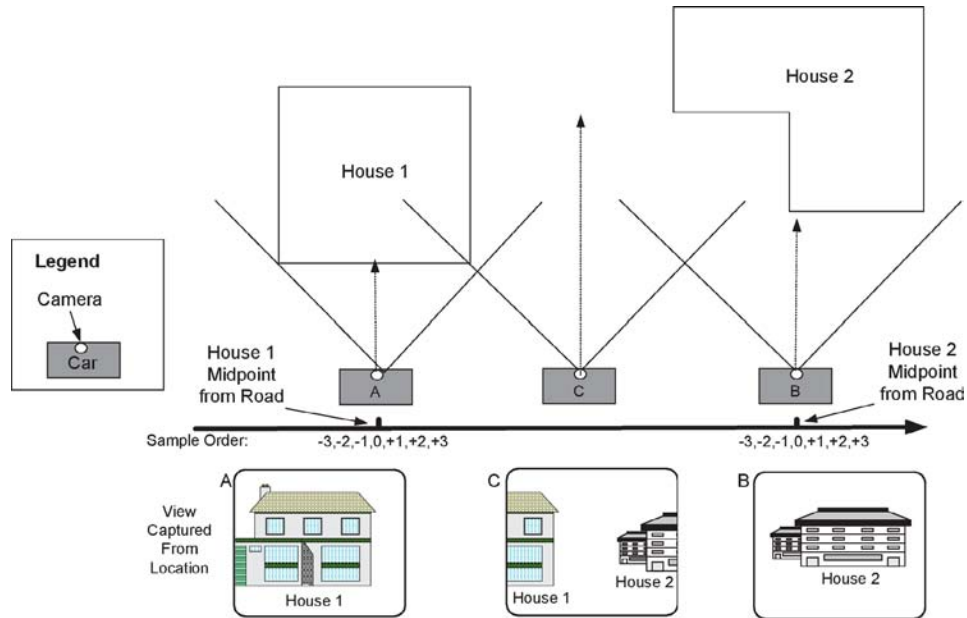 House 2
House 1
Legend
Camera
Car
House 1
Midpoint
from Road
A
C
B
House 2
Midpoint
from Road
Sample Order:
-3,-2,-1,0,+1,+2,+3
-3,-2,-1,0,+1,+2,+3
View
Captured
From
Location
A
House 1
C
House 1
House 2
B
House 2